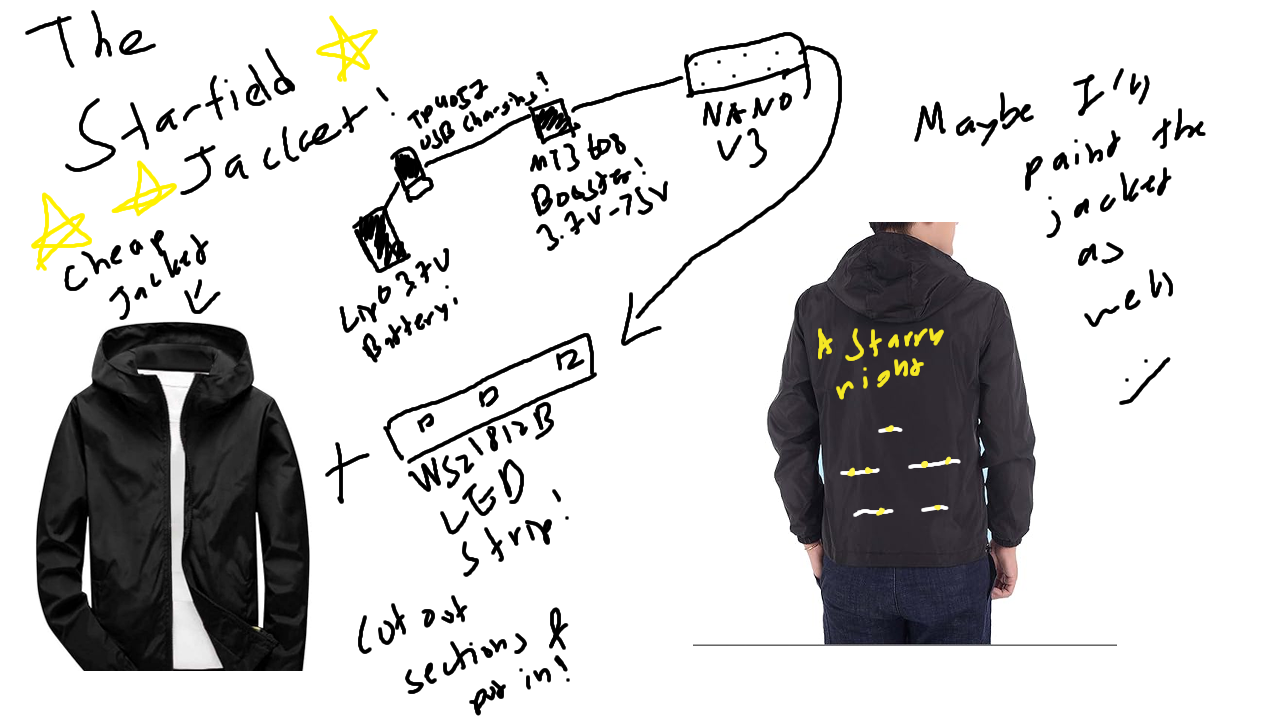 The
Starfield
Jacket!
Cheap
Jacket
Lipo 3.7V
Battery!
TP4057
USB Charging!
MT3608
Booster!
3.7V-7.5V
NANO
V3
WS21812B
LED
Strip!
Cut out
sections &
put in!
A Starry
night
Maybe I'll
paint the
jacket
as
well
:)